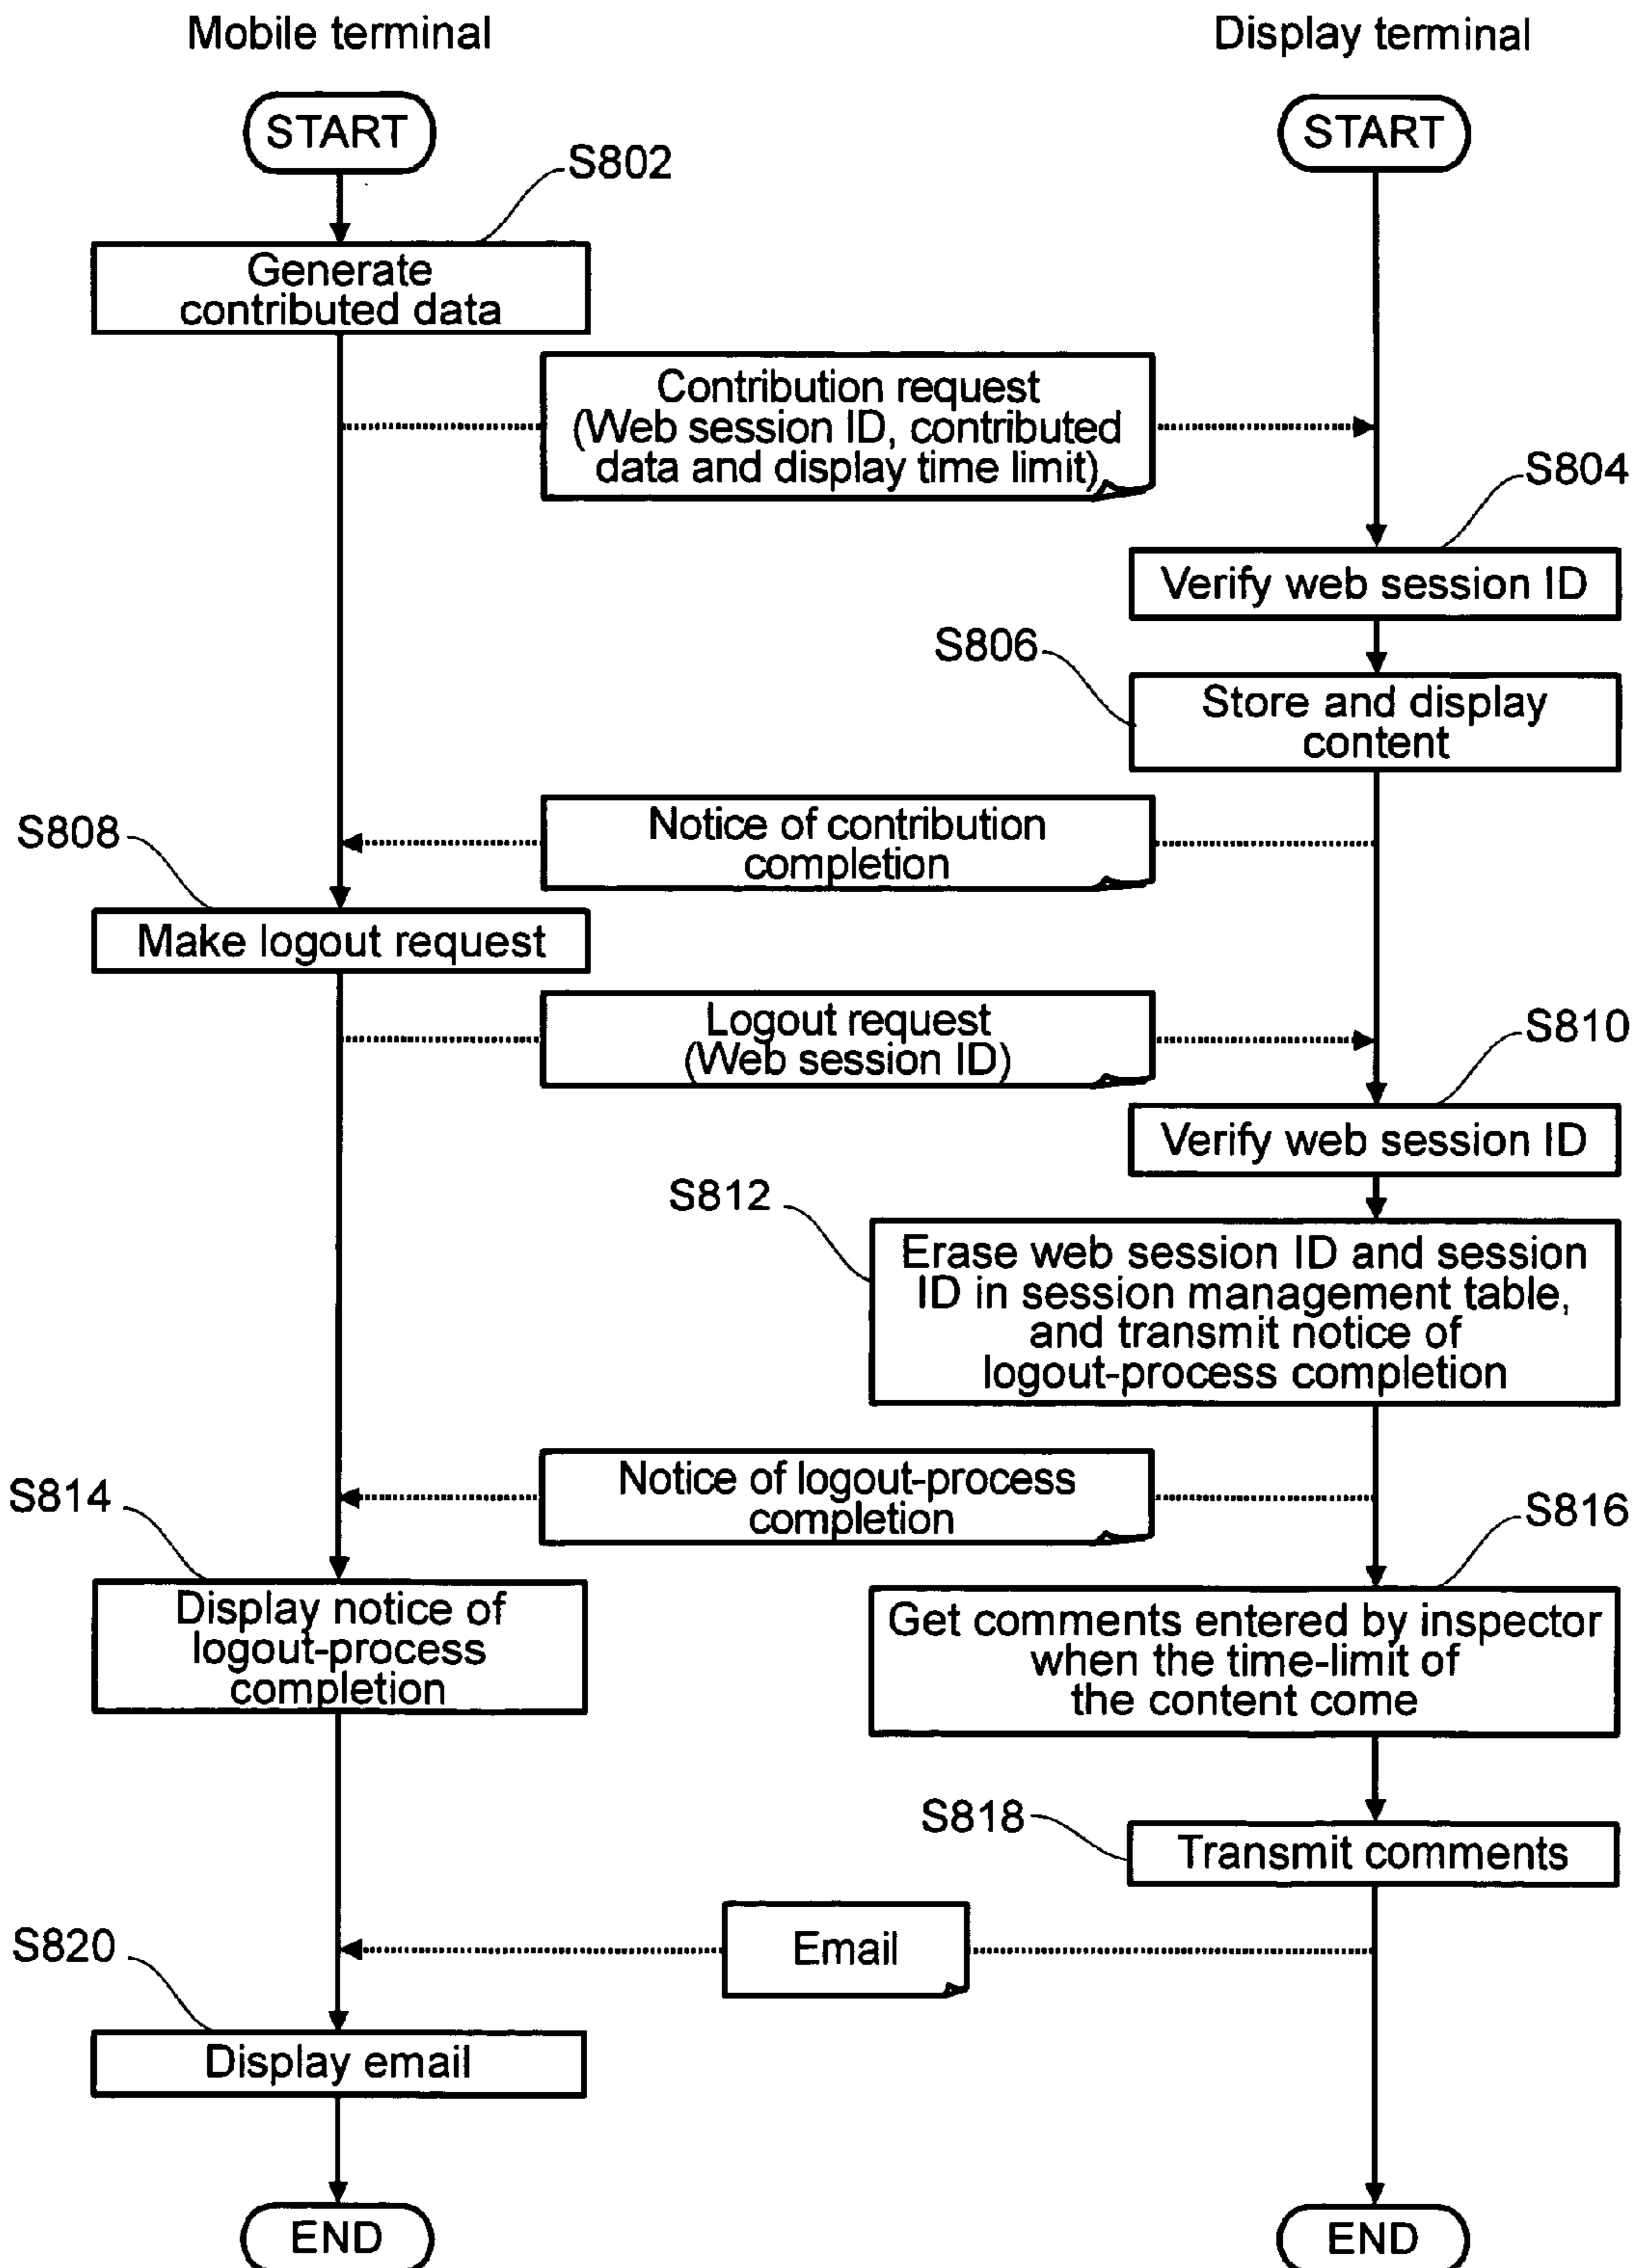 Mobile terminal
Display terminal
START
START
S802
Generate
contributed data
Contribution request
(Web session ID, contributed
data and display time limit)
S804
Verify web session ID
S806
Store and display
content
Notice of contribution
completion
S808
Make logout request
Logout request
(Web session ID)
S810
Verify web session ID
S812
Erase web session ID and session
ID in session management table,
and transmit notice of
logout-process completion
Notice of logout-process
completion
S814
S816
Display notice of
logout-process
completion
Get comments entered by inspector
when the time-limit of
the content come
S818
Transmit comments
Email
S820
Display email
END
END